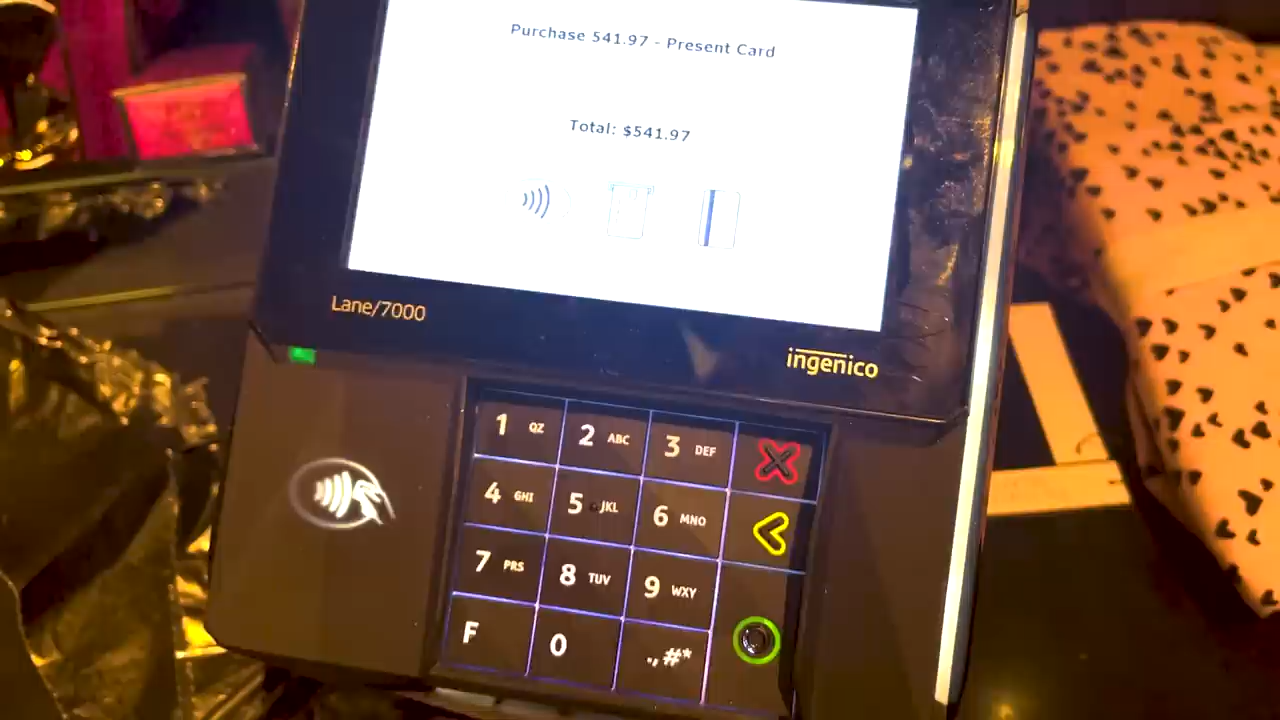 Purchase 541.97 - Present Card
Total: $541.97
Lane/7000
ingenico
1 QZ 2 ABC 3 DEF
4 GHI 5 JKL 6 MNO
7 PRS 8 TUV 9 WXY
F 0 .,#*